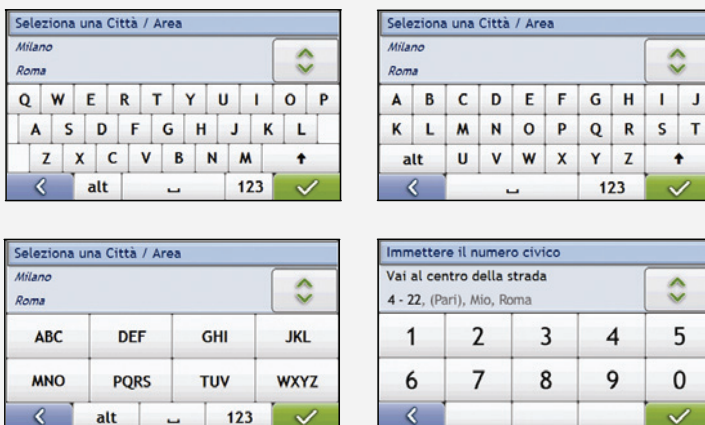 Seleziona una Città / Area
Milano
Roma
Q W E R T Y U I O P
A S D F G H J K L
Z X C V B N M
alt 123
Seleziona una Città / Area
Milano
Roma
A B C D E F G H I J
K L M N O P Q R S T
alt U V W X Y Z
123
Seleziona una Città / Area
Milano
Roma
ABC DEF GHI JKL
MNO PQRS TUV WXYZ
alt 123
Immettere il numero civico
Vai al centro della strada
4 - 22, (Pari), Mio, Roma
1 2 3 4 5
6 7 8 9 0